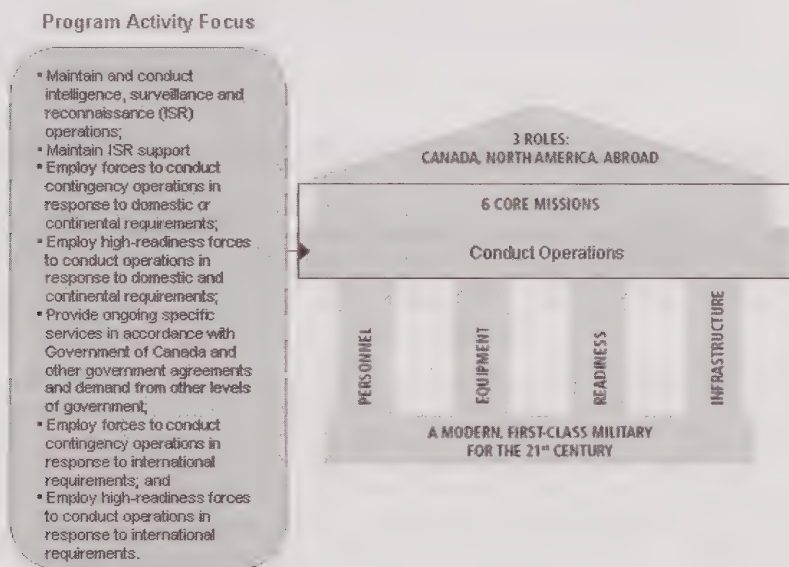 Program Activity Focus
▪ Maintain and conduct
intelligence, surveillance and
reconnaissance (ISR)
operations;
▪ Maintain ISR support
▪ Employ forces to conduct
contingency operations in
response to domestic or
continental requirements;
▪ Employ high-readiness forces
to conduct operations in
response to domestic and
continental requirements;
▪ Provide ongoing specific
services in accordance with
Government of Canada and
other government agreements
and demand from other levels
of government;
▪ Employ forces to conduct
contingency operations in
response to international
requirements; and
▪ Employ high-readiness forces
to conduct operations in
response to international
requirements.
3 ROLES:
CANADA, NORTH AMERICA, ABROAD
6 CORE MISSIONS
Conduct Operations
PERSONNEL
EQUIPMENT
READINESS
INFRASTRUCTURE
A MODERN, FIRST-CLASS MILITARY
FOR THE 21st CENTURY